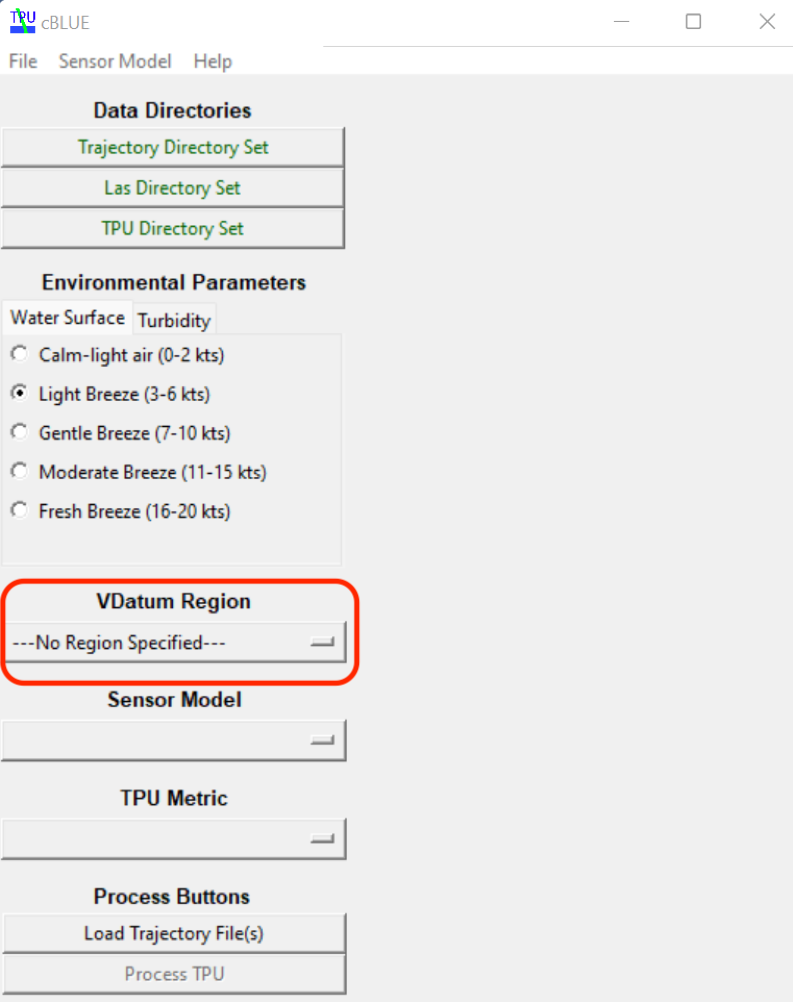 TPU cBLUE
File Sensor Model Help
Data Directories
Trajectory Directory Set
Las Directory Set
TPU Directory Set
Environmental Parameters
Water Surface Turbidity
Calm-light air (0-2 kts)
Light Breeze (3-6 kts)
Gentle Breeze (7-10 kts)
Moderate Breeze (11-15 kts)
Fresh Breeze (16-20 kts)
VDatum Region
---No Region Specified---
Sensor Model
TPU Metric
Process Buttons
Load Trajectory File(s)
Process TPU